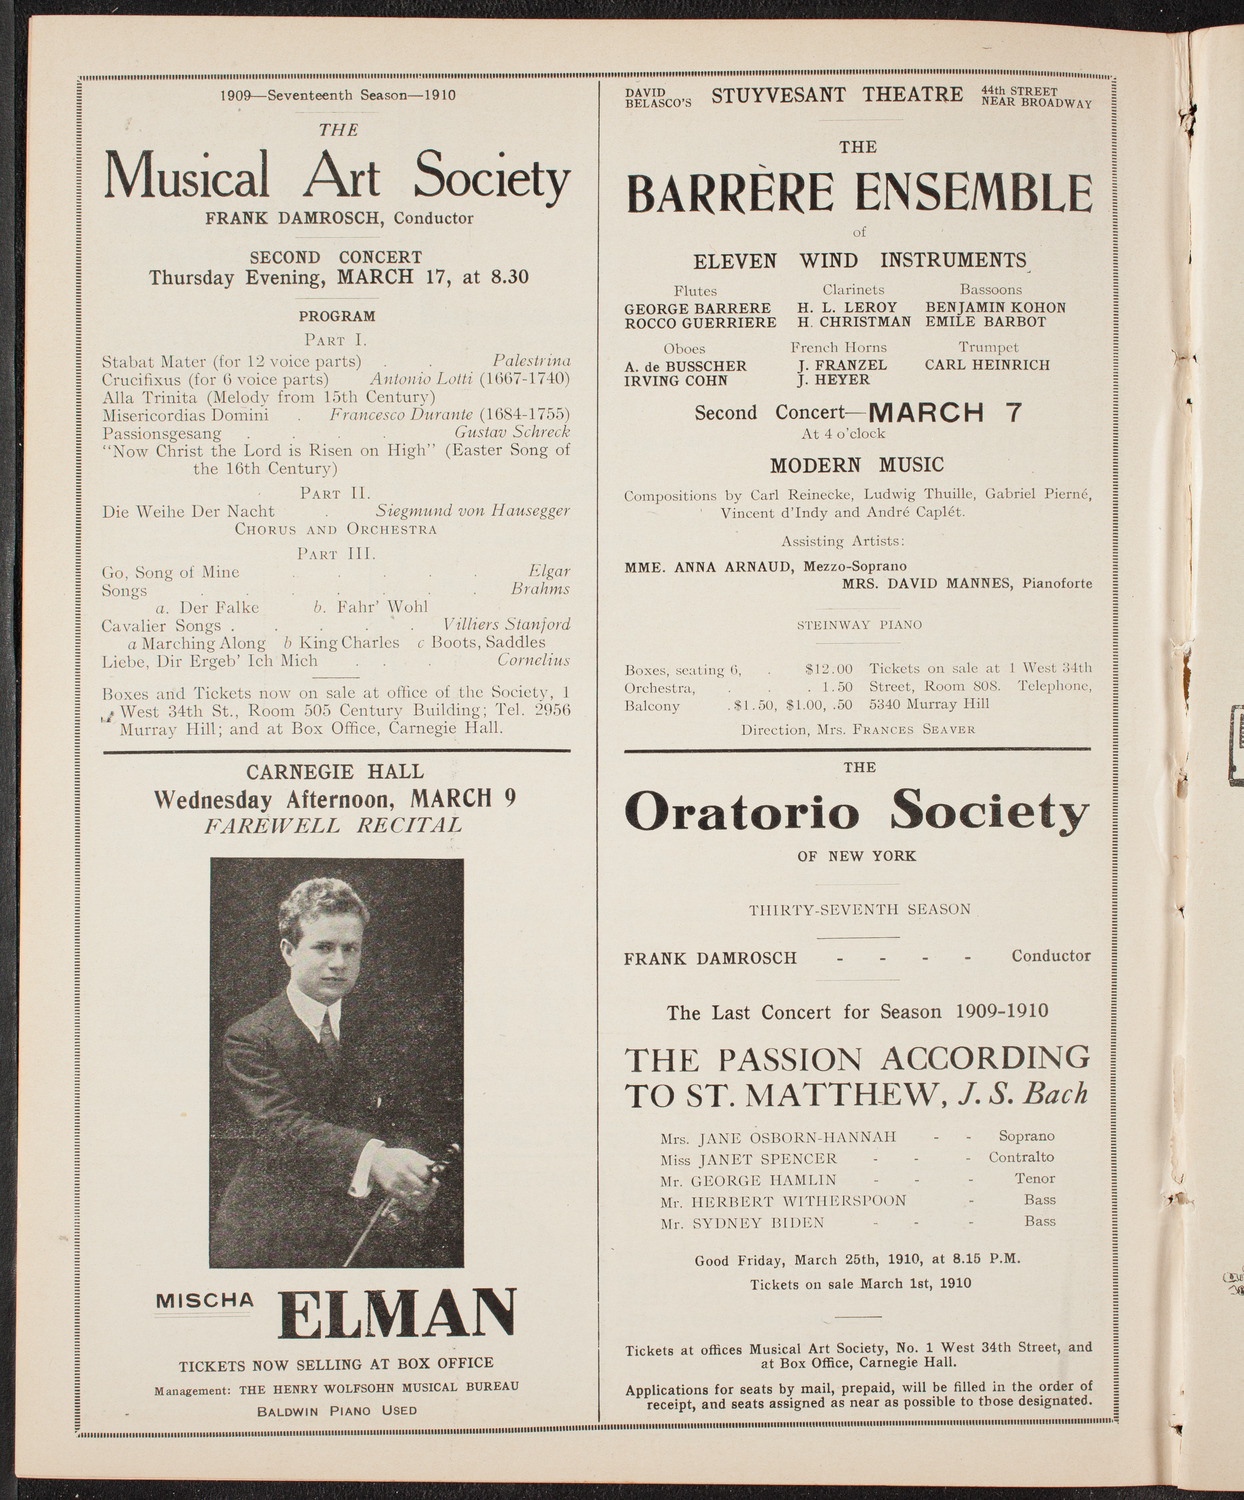 1909—Seventeenth Season—1910
THE
Musical Art Society
FRANK DAMROSCH, Conductor
SECOND CONCERT
Thursday Evening, MARCH 17, at 8.30
PROGRAM
PART I.
Stabat Mater (for 12 voice parts) . . Palestrina
Crucifixus (for 6 voice parts) Antonio Lotti (1667-1740)
Alla Trinita (Melody from 15th Century)
Misericordias Domini . Francesco Durante (1684-1755)
Passionsgesang . . . . Gustav Schreck
"Now Christ the Lord is Risen on High" (Easter Song of
the 16th Century)
PART II.
Die Weihe Der Nacht . Siegmund von Hausegger
CHORUS AND ORCHESTRA
PART III.
Go, Song of Mine . . . . . Elgar
Songs . . . . . . . Brahms
a. Der Falke b. Fahr' Wohl
Cavalier Songs . . . . . Villiers Stanford
a Marching Along b King Charles c Boots, Saddles
Liebe, Dir Ergeb' Ich Mich . . . Cornelius
Boxes and Tickets now on sale at office of the Society, 1
West 34th St., Room 505 Century Building; Tel. 2956
Murray Hill; and at Box Office, Carnegie Hall.
CARNEGIE HALL
Wednesday Afternoon, MARCH 9
FAREWELL RECITAL
MISCHA ELMAN
TICKETS NOW SELLING AT BOX OFFICE
Management: THE HENRY WOLFSOHN MUSICAL BUREAU
BALDWIN PIANO USED
DAVID BELASCO'S STUYVESANT THEATRE 44th STREET NEAR BROADWAY
THE
BARRÈRE ENSEMBLE
of
ELEVEN WIND INSTRUMENTS
Flutes Clarinets Bassoons
GEORGE BARRERE H. L. LEROY BENJAMIN KOHON
ROCCO GUERRIERE H. CHRISTMAN EMILE BARBOT
Oboes French Horns Trumpet
A. de BUSSCHER J. FRANZEL CARL HEINRICH
IRVING COHN J. HEYER
Second Concert—MARCH 7
At 4 o'clock
MODERN MUSIC
Compositions by Carl Reinecke, Ludwig Thuille, Gabriel Pierné,
Vincent d'Indy and André Caplét.
Assisting Artists:
MME. ANNA ARNAUD, Mezzo-Soprano
MRS. DAVID MANNES, Pianoforte
STEINWAY PIANO
Boxes, seating 6, . $12.00 Tickets on sale at 1 West 34th
Orchestra, . . . 1.50 Street, Room 808. Telephone,
Balcony . $1.50, $1.00, .50 5340 Murray Hill
Direction, Mrs. FRANCES SEAVER
THE
Oratorio Society
OF NEW YORK
THIRTY-SEVENTH SEASON
FRANK DAMROSCH - - - - Conductor
The Last Concert for Season 1909-1910
THE PASSION ACCORDING
TO ST. MATTHEW, J. S. Bach
Mrs. JANE OSBORN-HANNAH - - Soprano
Miss JANET SPENCER - - - Contralto
Mr. GEORGE HAMLIN - - - Tenor
Mr. HERBERT WITHERSPOON - Bass
Mr. SYDNEY BIDEN - - - Bass
Good Friday, March 25th, 1910, at 8.15 P.M.
Tickets on sale March 1st, 1910
Tickets at offices Musical Art Society, No. 1 West 34th Street, and
at Box Office, Carnegie Hall.
Applications for seats by mail, prepaid, will be filled in the order of
receipt, and seats assigned as near as possible to those designated.